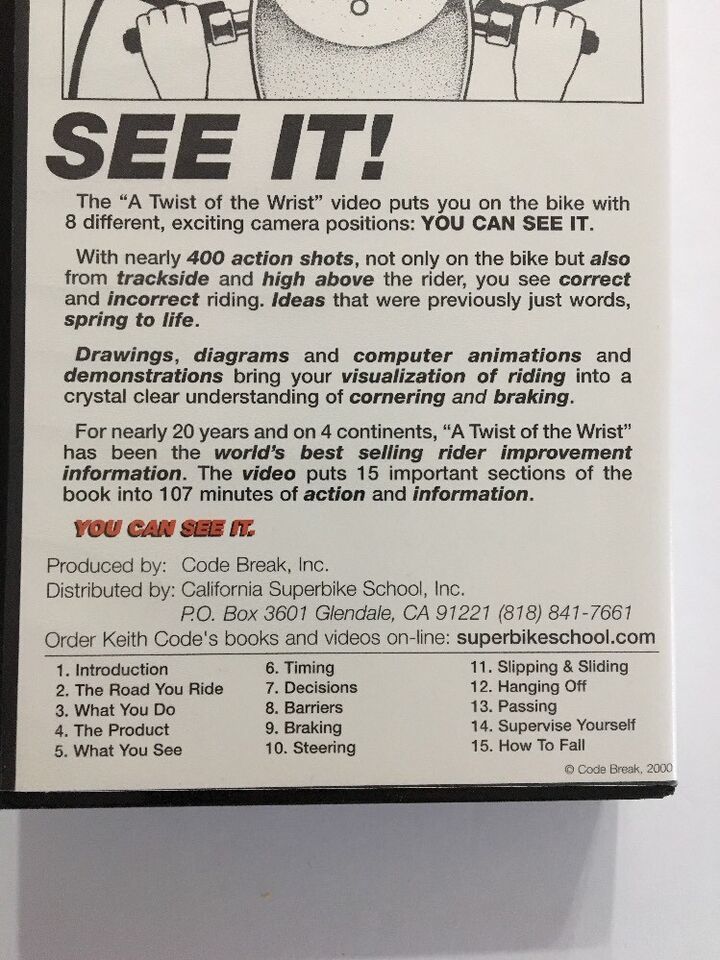 SEE IT!
The “A Twist of the Wrist” video puts you on the bike with
8 different, exciting camera positions: YOU CAN SEE IT.
With nearly 400 action shots, not only on the bike but also
from trackside and high above the rider, you see correct
and incorrect riding. Ideas that were previously just words,
spring to life.
Drawings, diagrams and computer animations and
demonstrations bring your visualization of riding into a
crystal clear understanding of cornering and braking.
For nearly 20 years and on 4 continents, “A Twist of the Wrist”
has been the world's best selling rider improvement
information. The video puts 15 important sections of the
book into 107 minutes of action and information.
YOU CAN SEE IT.
Produced by: Code Break, Inc.
Distributed by: California Superbike School, Inc.
P.O. Box 3601 Glendale, CA 91221 (818) 841-7661
Order Keith Code's books and videos on-line: superbikeschool.com
1. Introduction
2. The Road You Ride
3. What You Do
4. The Product
5. What You See
6. Timing
7. Decisions
8. Barriers
9. Braking
10. Steering
11. Slipping & Sliding
12. Hanging Off
13. Passing
14. Supervise Yourself
15. How To Fall
© Code Break, 2000